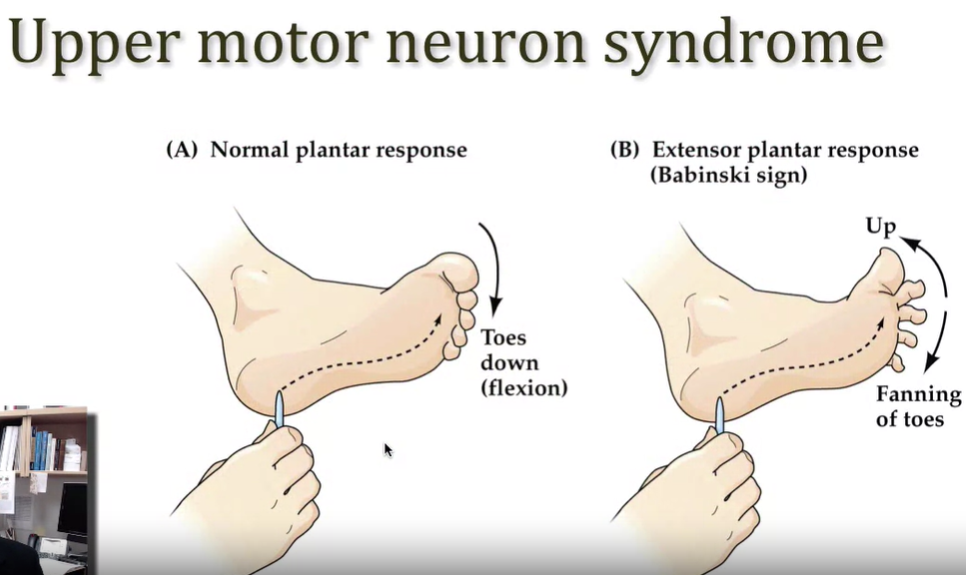 Upper motor neuron syndrome
(A) Normal plantar response
Toes
down
(flexion)
(B) Extensor plantar response
(Babinski sign)
Up
Fanning
of toes